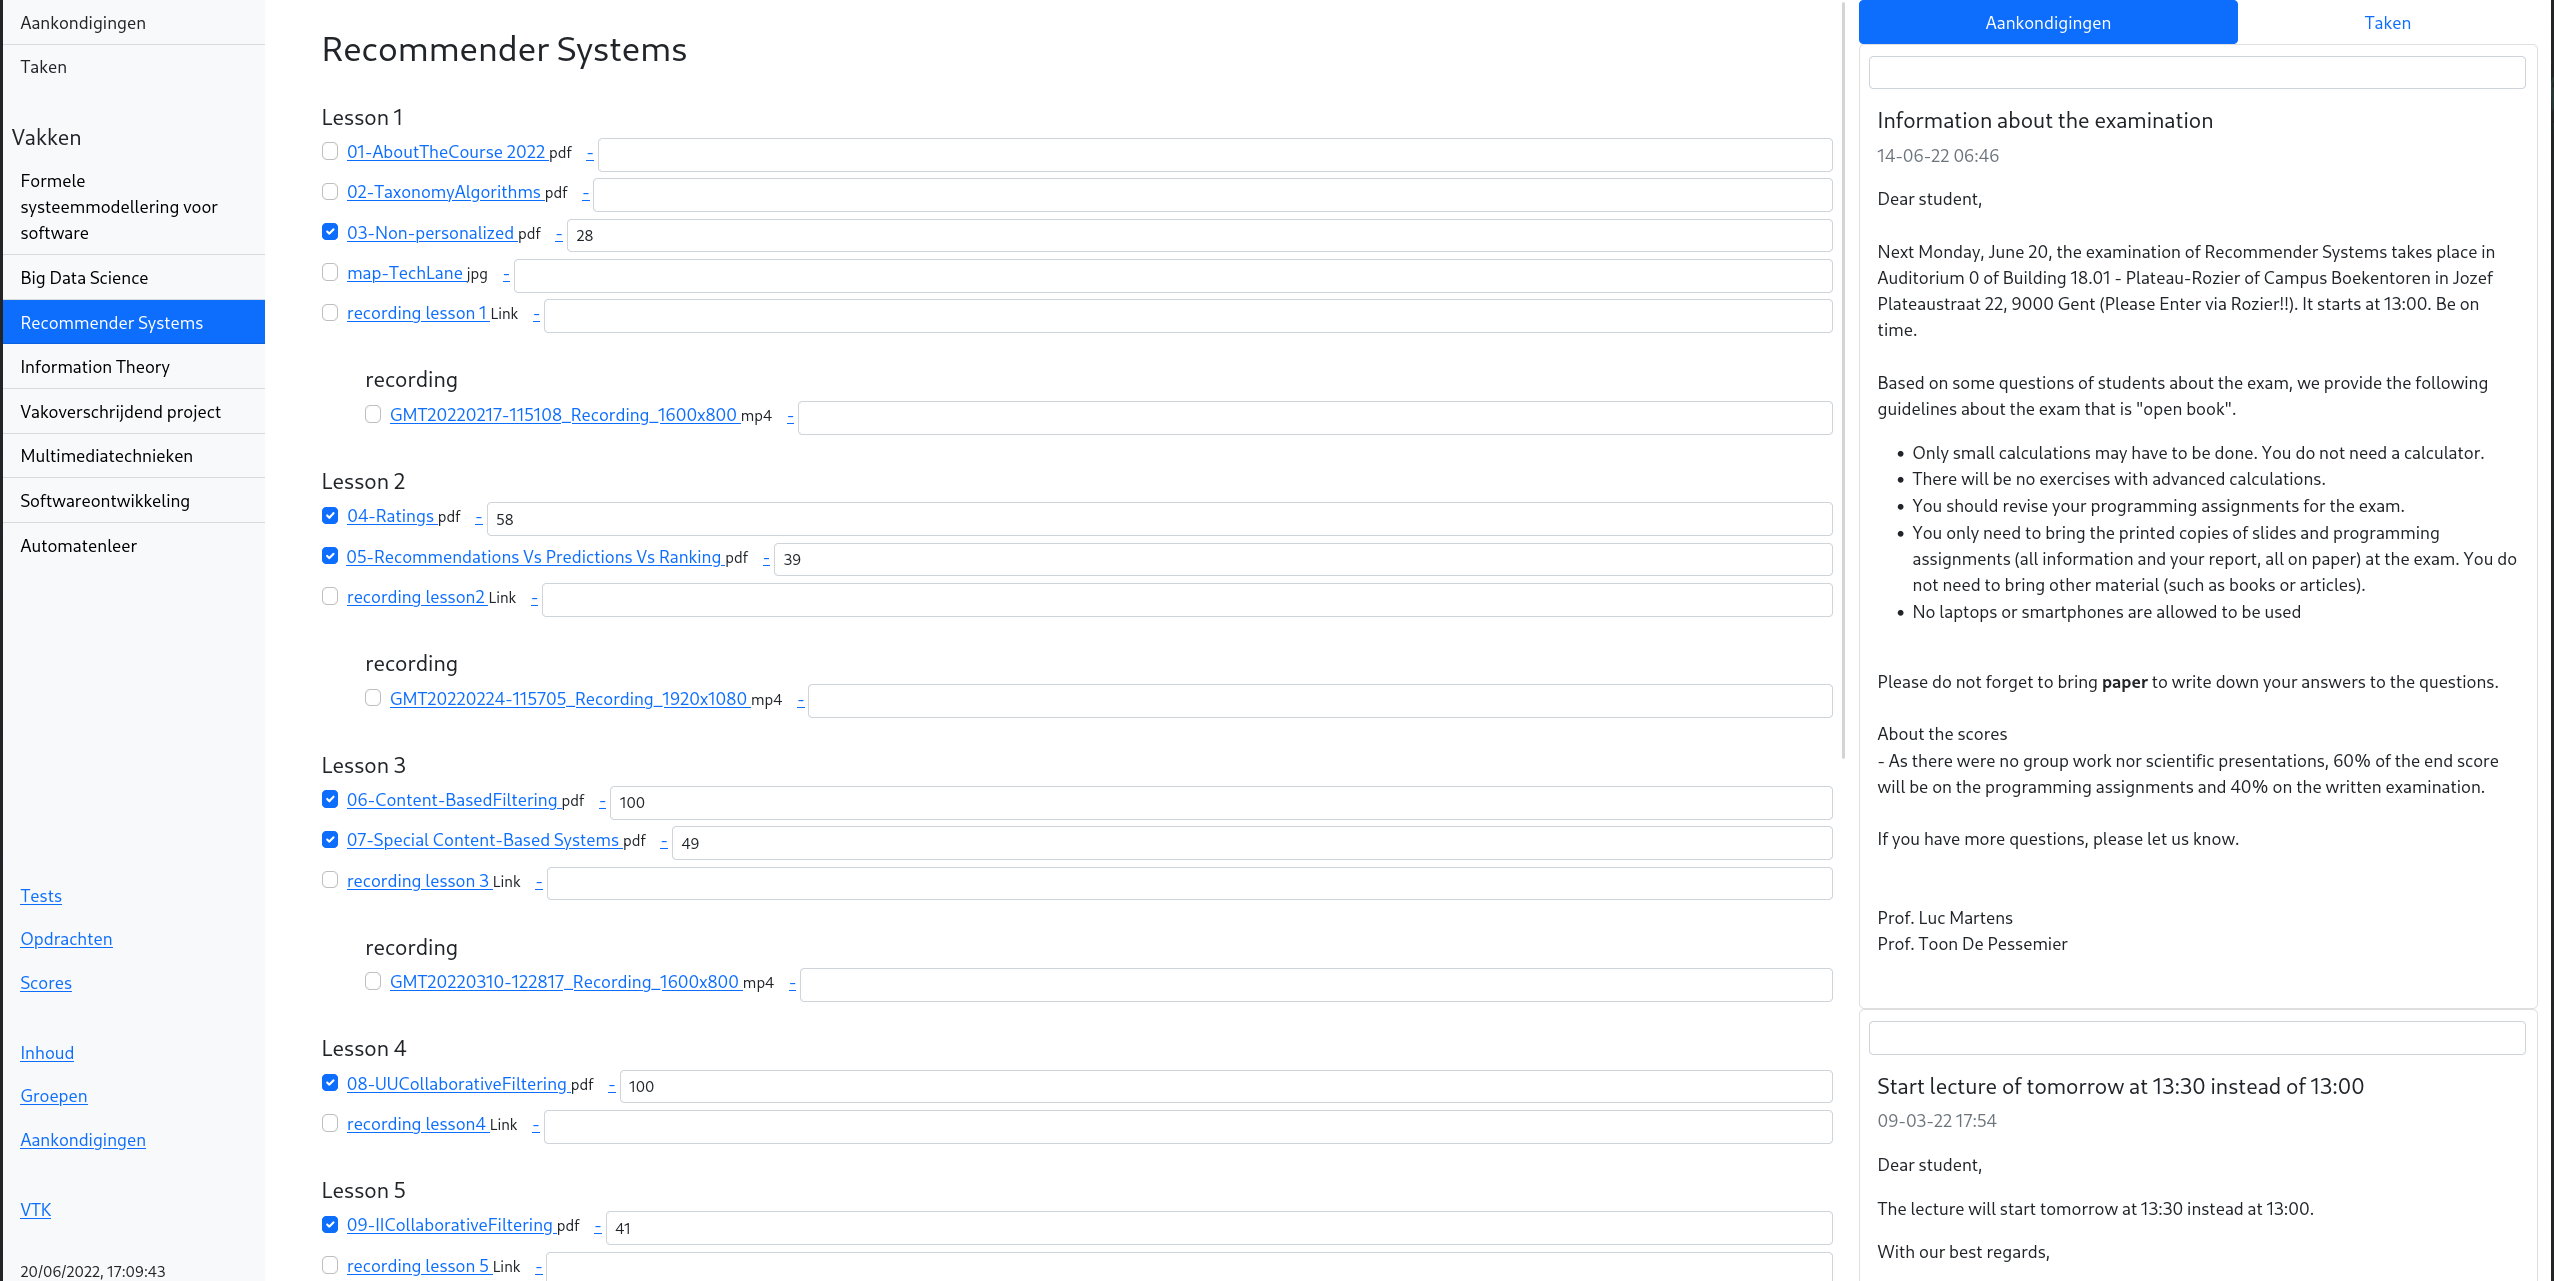 Aankondigingen
Taken
Vakken
Formele
systeemmodellering voor
software
Big Data Science
Recommender Systems
Information Theory
Vakoverschrijdend project
Multimediatechnieken
Softwareontwikkeling
Automatenleer
Tests
Opdrachten
Scores
Inhoud
Groepen
Aankondigingen
VTK
20/06/2022, 17:09:43
Recommender Systems
Lesson 1
01-AboutTheCourse 2022 pdf -
02-TaxonomyAlgorithms pdf -
03-Non-personalized pdf - 28
map-TechLane jpg -
recording lesson 1 Link -
recording
GMT20220217-115108_Recording_1600x800 mp4 -
Lesson 2
04-Ratings pdf - 58
05-Recommendations Vs Predictions Vs Ranking pdf - 39
recording lesson2 Link -
recording
GMT20220224-115705_Recording_1920x1080 mp4 -
Lesson 3
06-Content-BasedFiltering pdf - 100
07-Special Content-Based Systems pdf - 49
recording lesson 3 Link -
recording
GMT20220310-122817_Recording_1600x800 mp4 -
Lesson 4
08-UUCollaborativeFiltering pdf - 100
recording lesson4 Link -
Lesson 5
09-IICollaborativeFiltering pdf - 41
recording lesson 5 Link -
Aankondigingen Taken
Information about the examination
14-06-22 06:46
Dear student,
Next Monday, June 20, the examination of Recommender Systems takes place in
Auditorium 0 of Building 18.01 - Plateau-Rozier of Campus Boekentoren in Jozef
Plateaustraat 22, 9000 Gent (Please Enter via Rozier!!). It starts at 13:00. Be on
time.
Based on some questions of students about the exam, we provide the following
guidelines about the exam that is "open book".
• Only small calculations may have to be done. You do not need a calculator.
• There will be no exercises with advanced calculations.
• You should revise your programming assignments for the exam.
• You only need to bring the printed copies of slides and programming
assignments (all information and your report, all on paper) at the exam. You do
not need to bring other material (such as books or articles).
• No laptops or smartphones are allowed to be used
Please do not forget to bring paper to write down your answers to the questions.
About the scores
- As there were no group work nor scientific presentations, 60% of the end score
will be on the programming assignments and 40% on the written examination.
If you have more questions, please let us know.
Prof. Luc Martens
Prof. Toon De Pessemier
Start lecture of tomorrow at 13:30 instead of 13:00
09-03-22 17:54
Dear student,
The lecture will start tomorrow at 13:30 instead at 13:00.
With our best regards,